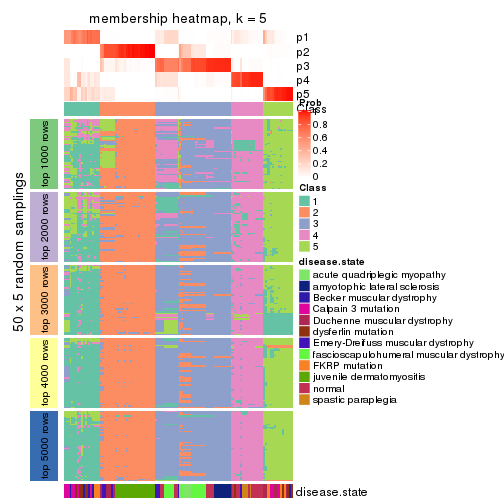 membership heatmap, k = 5
p1
p2
p3
p4
p5
Class
Prob
1
0.8
0.6
0.4
0.2
0
Class
1
2
3
4
5
disease.state
acute quadriplegic myopathy
amyotophic lateral sclerosis
Becker muscular dystrophy
Calpain 3 mutation
Duchenne muscular dystrophy
dysferlin mutation
Emery-Dreifuss muscular dystrophy
fascioscapulohumeral muscular dystrophy
FKRP mutation
juvenile dermatomyositis
normal
spastic paraplegia
50 x 5 random samplings
top 1000 rows
top 2000 rows
top 3000 rows
top 4000 rows
top 5000 rows
disease.state